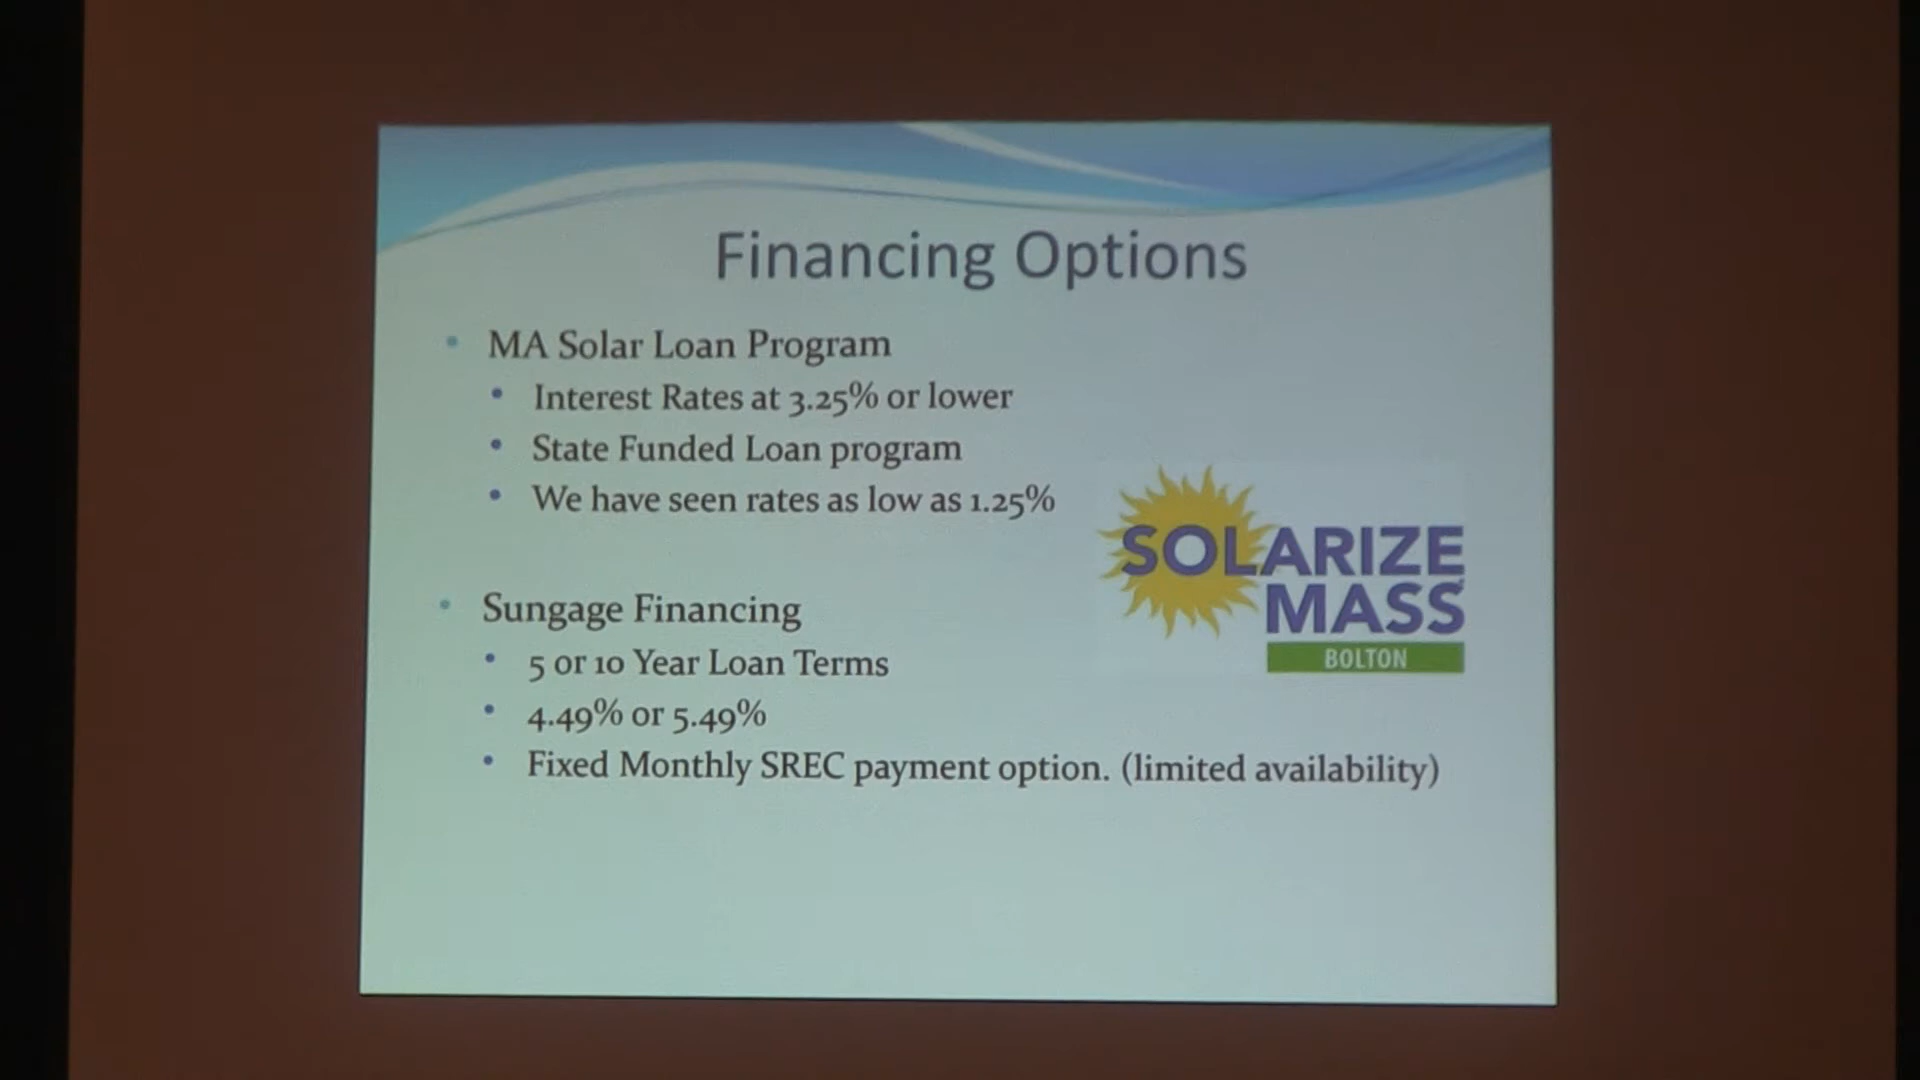 Financing Options
• MA Solar Loan Program
• Interest Rates at 3.25% or lower
• State Funded Loan program
• We have seen rates as low as 1.25%
SOLARIZE
MASS
BOLTON
• Sungage Financing
• 5 or 10 Year Loan Terms
• 4.49% or 5.49%
• Fixed Monthly SREC payment option. (limited availability)